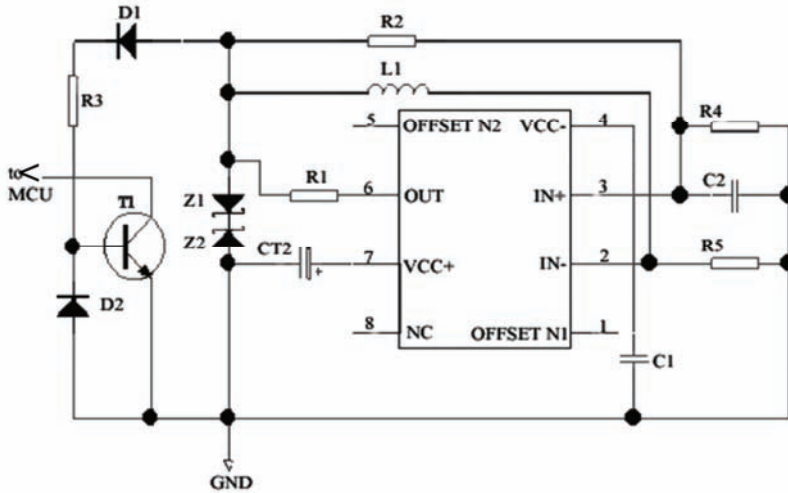 D1
R2
L1
R3
R4
5
OFFSET N2
VCC-
4
to
MCU
T1
Z1
R1
6
OUT
IN+
3
C2
Z2
CT2
+
7
VCC+
IN-
2
R5
D2
8
NC
OFFSET N1
1
C1
GND